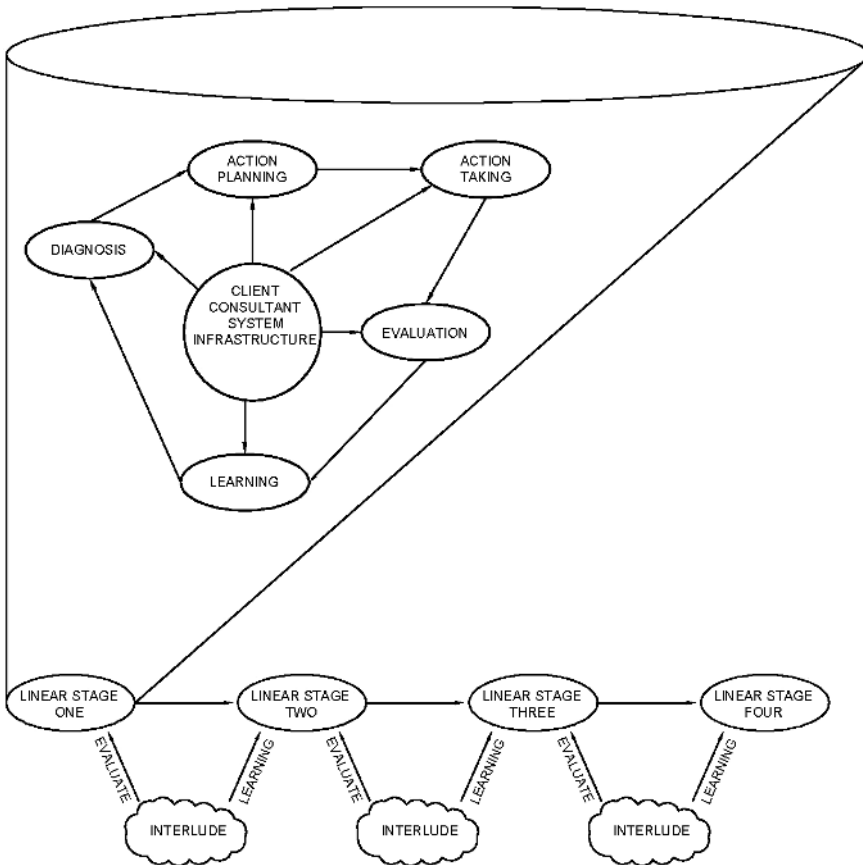 ACTION
PLANNING
ACTION
TAKING
DIAGNOSIS
CLIENT
CONSULTANT
SYSTEM
INFRASTRUCTURE
EVALUATION
LEARNING
LINEAR STAGE
ONE
LINEAR STAGE
TWO
LINEAR STAGE
THREE
LINEAR STAGE
FOUR
EVALUATE
LEARNING
EVALUATE
LEARNING
EVALUATE
LEARNING
INTERLUDE
INTERLUDE
INTERLUDE